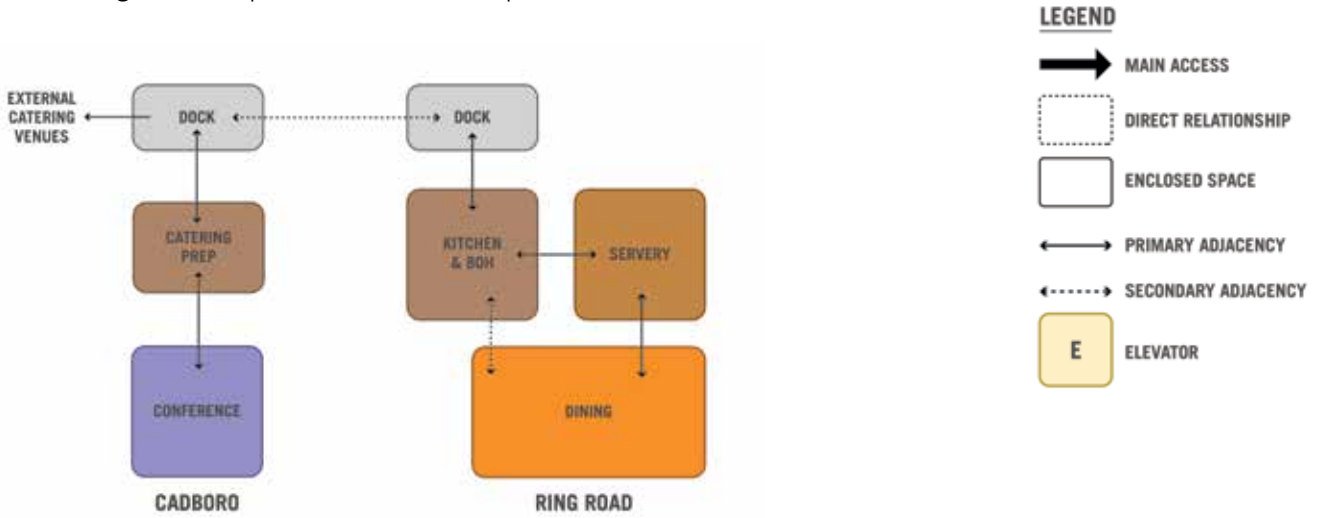 LEGEND
MAIN ACCESS
DIRECT RELATIONSHIP
ENCLOSED SPACE
PRIMARY ADJACENCY
SECONDARY ADJACENCY
E
ELEVATOR
EXTERNAL
CATERING
VENUES
DOCK
DOCK
CATERING
PREP
KITCHEN
& BOH
SERVERY
CONFERENCE
DINING
CADBORO
RING ROAD